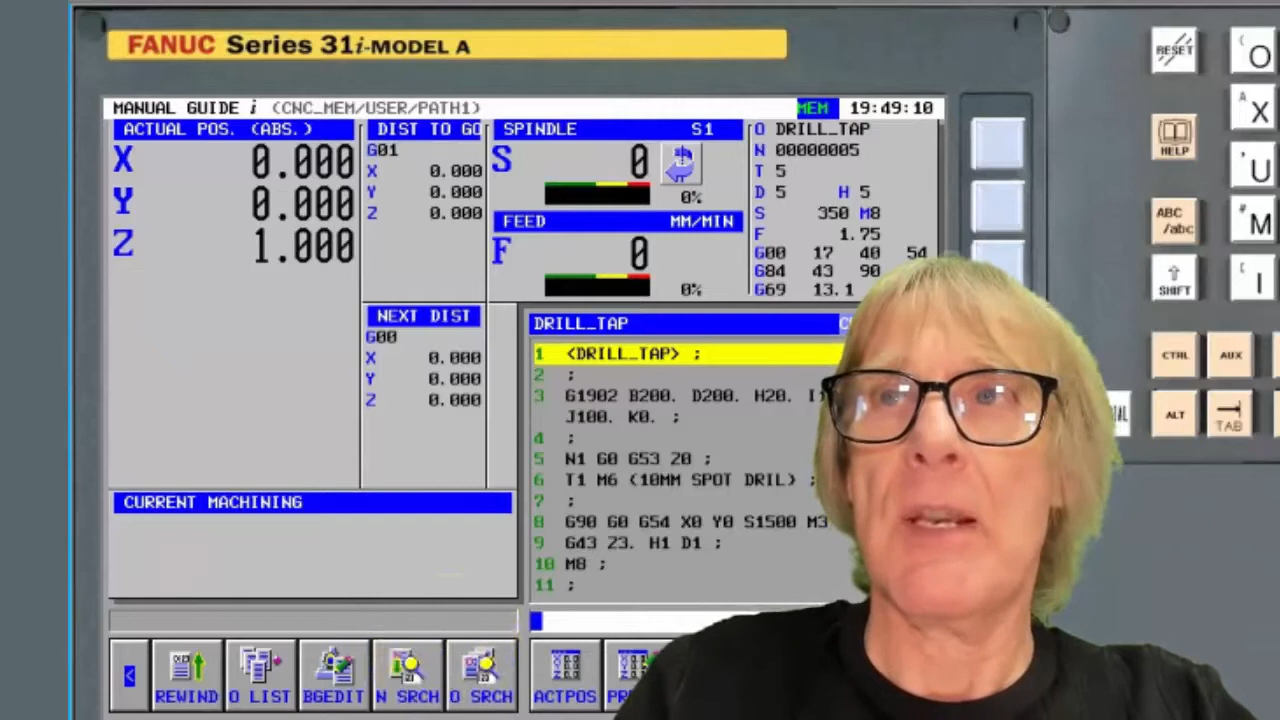 FANUC Series 31i-MODEL A
MANUAL GUIDE i (CNC_MEM/USER/PATH1) MEM 19:49:10
ACTUAL POS. (ABS.)
X 0.000
Y 0.000
Z 1.000
DIST TO GO
G01
X 0.000
Y 0.000
Z 0.000
NEXT DIST
G00
X 0.000
Y 0.000
Z 0.000
SPINDLE S1
S 0
0%
FEED MM/MIN
F 0
0%
O DRILL_TAP
N 00000005
T 5
D 5 H 5
S 350 M8
F 1.75
G00 17 40 54
G84 43 90
G69 13.1
CURRENT MACHINING
DRILL_TAP
1 <DRILL_TAP> ;
2 ;
3 G1902 B200. D200. H20.
J100. K0. ;
4 ;
5 N1 G0 G53 Z0 ;
6 T1 M6 (10MM SPOT DRIL) ;
7 ;
8 G90 G0 G54 X0 Y0 S1500 M3
9 G43 Z3. H1 D1 ;
10 M8 ;
11 ;
<
REWIND
O LIST
BGEDIT
N SRCH
O SRCH
ACTPOS
RESET
( O
HELP
A X
' U
ABC
/abc
# M
SHIFT
I
CTRL
AUX
ALT
TAB